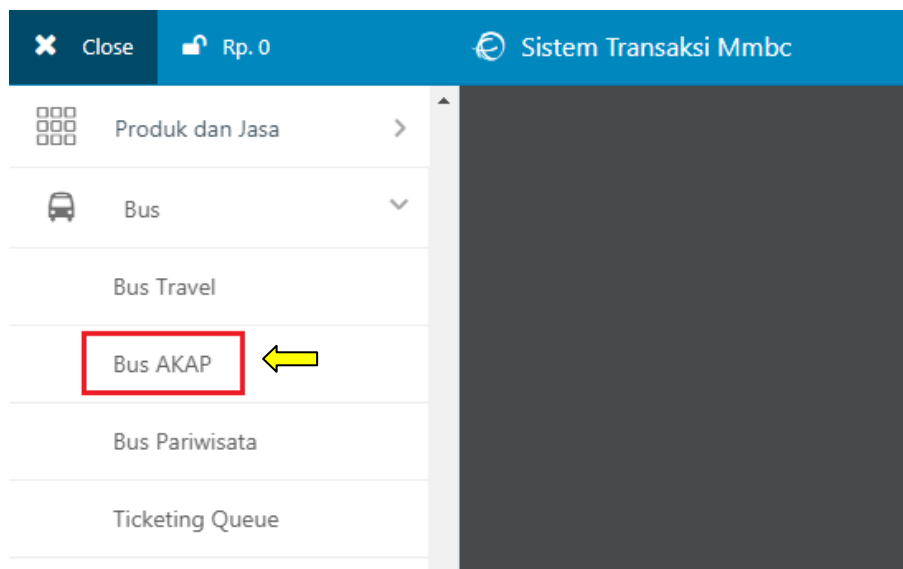 Close Rp. 0 Sistem Transaksi Mmbc
Produk dan Jasa
Bus
Bus Travel
Bus AKAP
Bus Pariwisata
Ticketing Queue